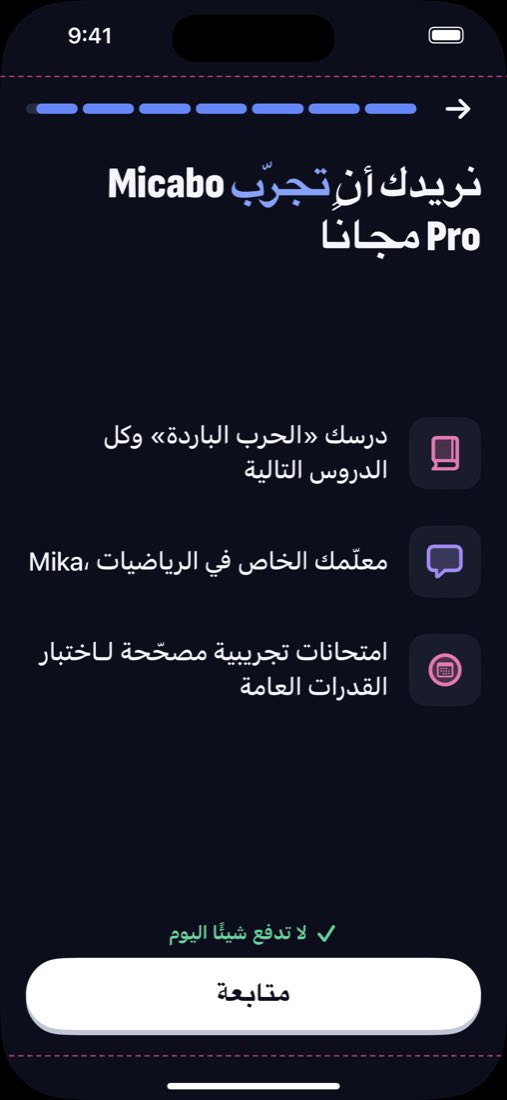 9:41
نريدك أنٍ تجرّب Micabo
Pro مجانًا
درسك «الحرب الباردة» وكل
الدروس التالية
معلّمك الخاص في الرياضيات ،Mika
امتحانات تجريبية مصحّحة لـاختبار
القدرات العامة
لا تدفع شيئًا اليوم
متابعة